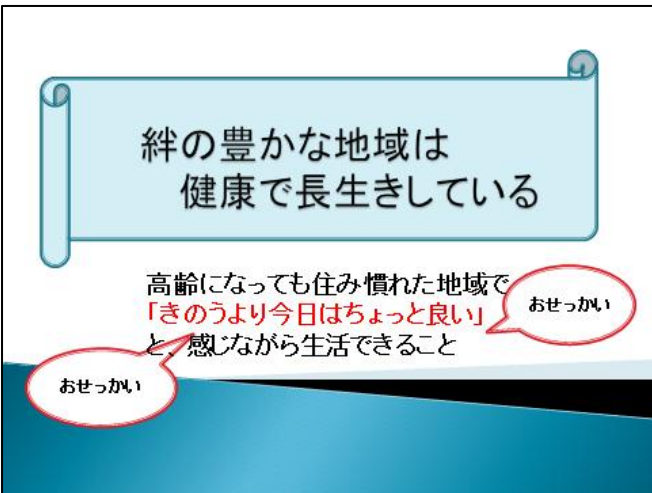 絆の豊かな地域は
健康で長生きしている
高齢になっても住み慣れた地域で
「きのうより今日はちょっと良い」
と、感じながら生活できること
おせっかい
おせっかい